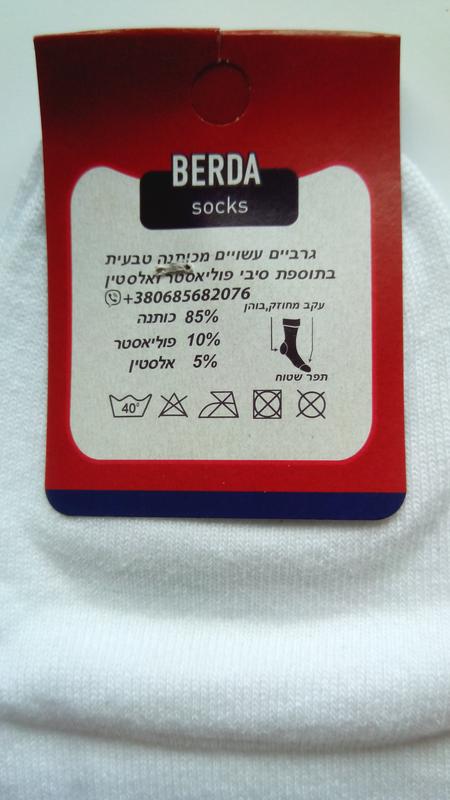 BERDA
socks
גרביים עשויים מכותנה טבעית
בתוספת סיבי פוליאסטר ואלסטין
+380685682076
עקב מחוזק,בוהן
85% כותנה
10% פוליאסטר
5% אלסטין
תפר שטוח
40°